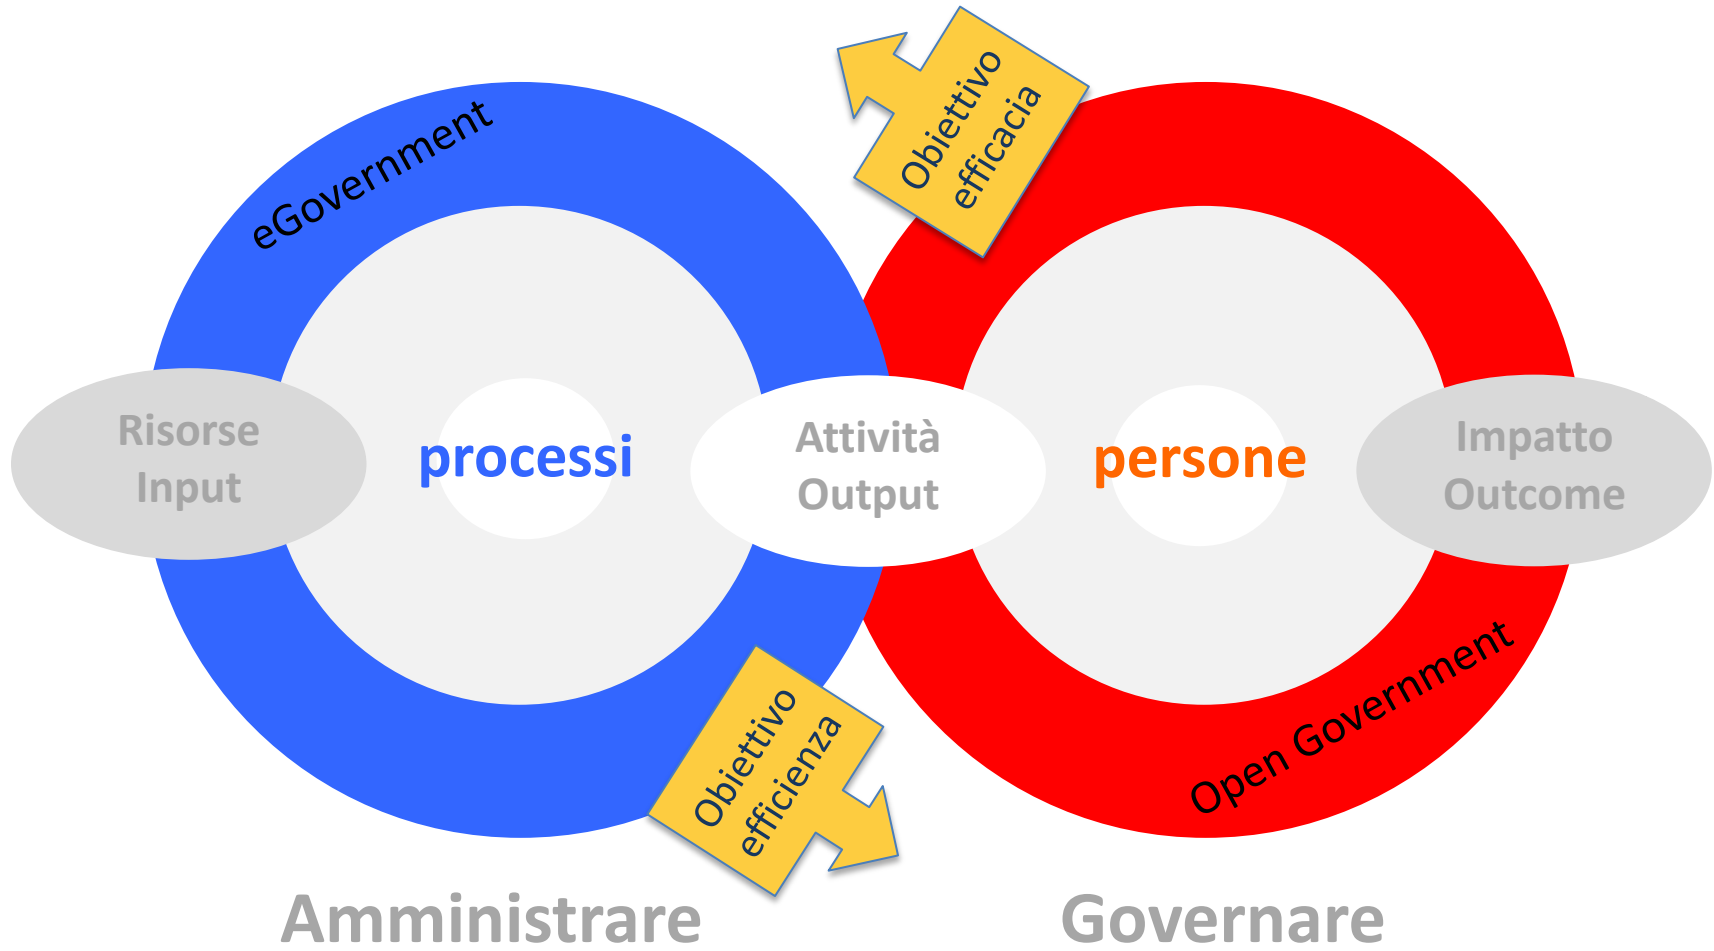 Obiettivo
efficacia
eGovernment
Risorse
Input
processi
Attività
Output
persone
Impatto
Outcome
Obiettivo
efficienza
Open Government
Amministrare
Governare